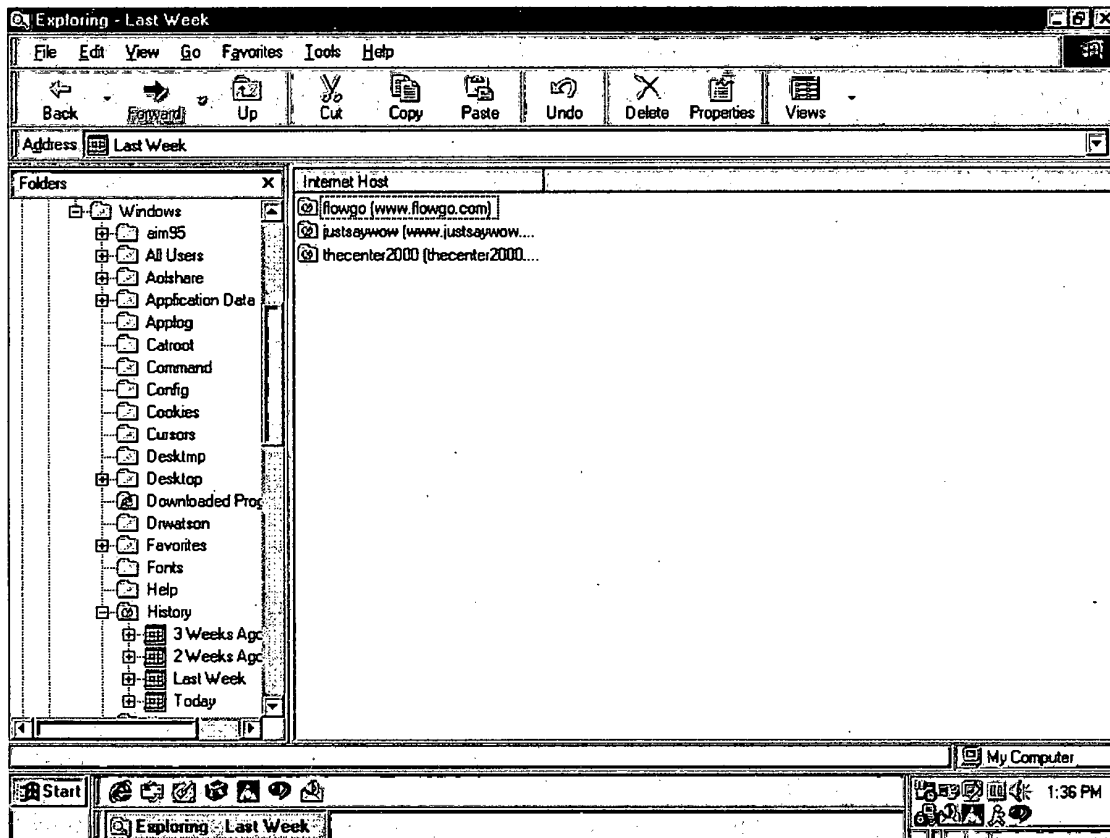 Exploring - Last Week
File Edit View Go Favorites Tools Help
Back Forward Up Cut Copy Paste Undo Delete Properties Views
Address Last Week
Folders
Internet Host
Windows
aim95
All Users
Aolshare
Application Data
Applog
Catroot
Command
Config
Cookies
Cursors
Desktmp
Desktop
Downloaded Prog
Drwatson
Favorites
Fonts
Help
History
3 Weeks Ago
2 Weeks Ago
Last Week
Today
flowgo (www.flowgo.com)
justsaywow (www.justsaywow....
thecenter2000 (thecenter2000....
My Computer
Start
1:36 PM
Exploring - Last Week